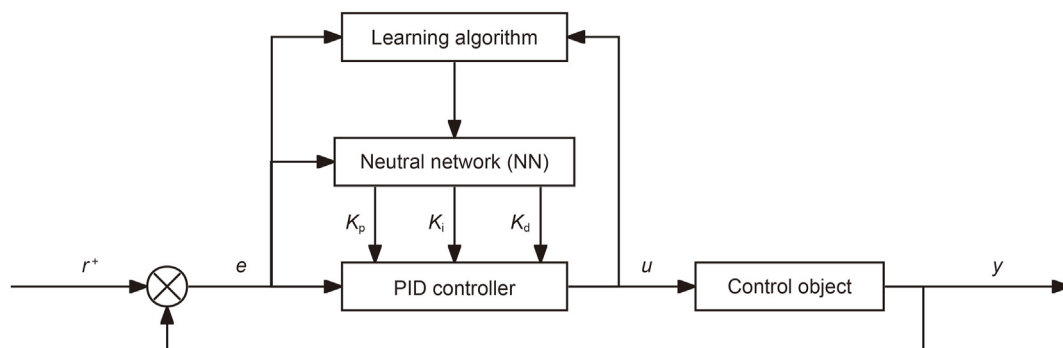 Learning algorithm
Neutral network (NN)
Kp Ki Kd
r+ e PID controller u Control object y